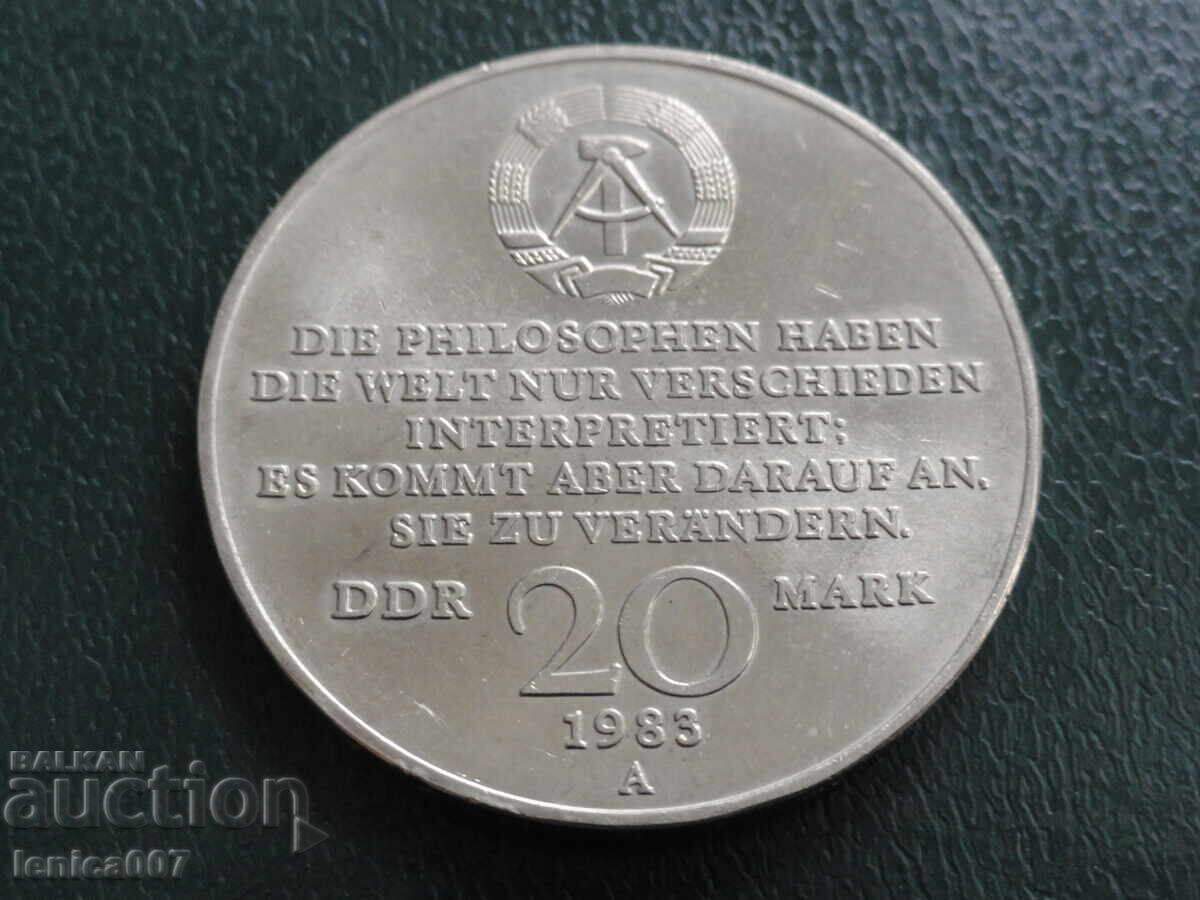 DIE PHILOSOPHEN HABEN
DIE WELT NUR VERSCHIEDEN
INTERPRETIERT;
ES KOMMT ABER DARAUF AN,
SIE ZU VERÄNDERN.
DDR 20 MARK
1983
A
BALKAN
auction
lenica007